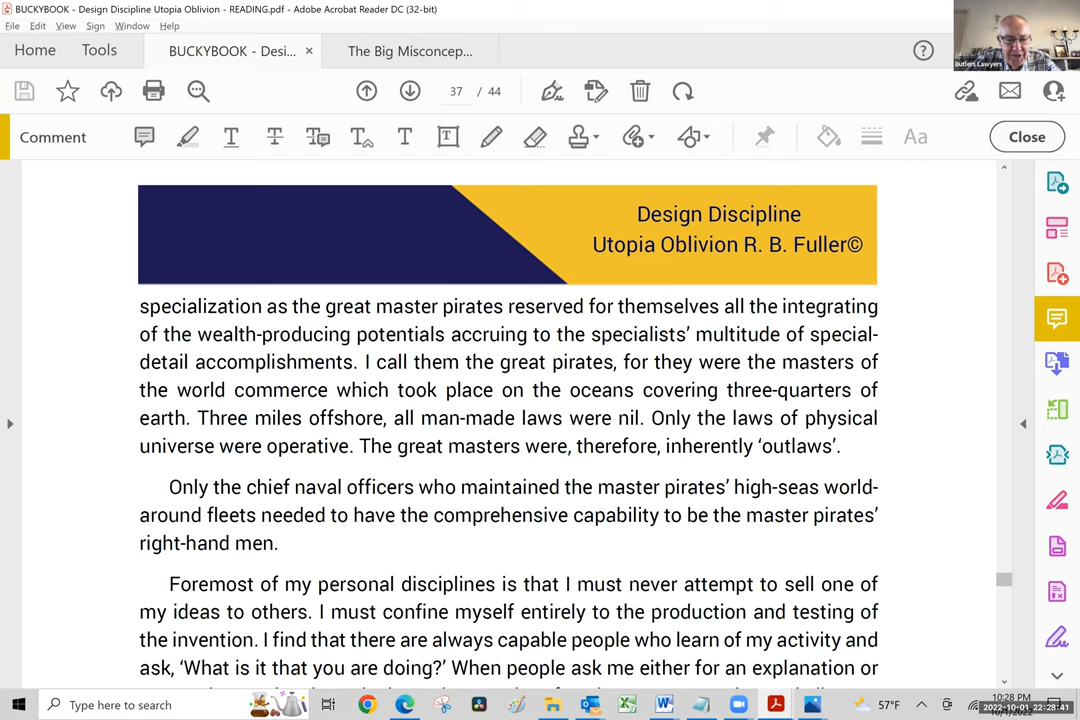 BUCKYBOOK - Design Discipline Utopia Oblivion - READING.pdf - Adobe Acrobat Reader DC (32-bit)
File Edit View Sign Window Help
Home Tools BUCKYBOOK - Desi... × The Big Misconcep...
Butlers Lawyers
37 / 44
Comment
Close
Design Discipline
Utopia Oblivion R. B. Fuller©
specialization as the great master pirates reserved for themselves all the integrating
of the wealth-producing potentials accruing to the specialists’ multitude of special-
detail accomplishments. I call them the great pirates, for they were the masters of
the world commerce which took place on the oceans covering three-quarters of
earth. Three miles offshore, all man-made laws were nil. Only the laws of physical
universe were operative. The great masters were, therefore, inherently ‘outlaws’.
Only the chief naval officers who maintained the master pirates’ high-seas world-
around fleets needed to have the comprehensive capability to be the master pirates’
right-hand men.
Foremost of my personal disciplines is that I must never attempt to sell one of
my ideas to others. I must confine myself entirely to the production and testing of
the invention. I find that there are always capable people who learn of my activity and
ask, ‘What is it that you are doing?’ When people ask me either for an explanation or
Type here to search
57°F
10:28 PM
2022-10-01 22:28:41